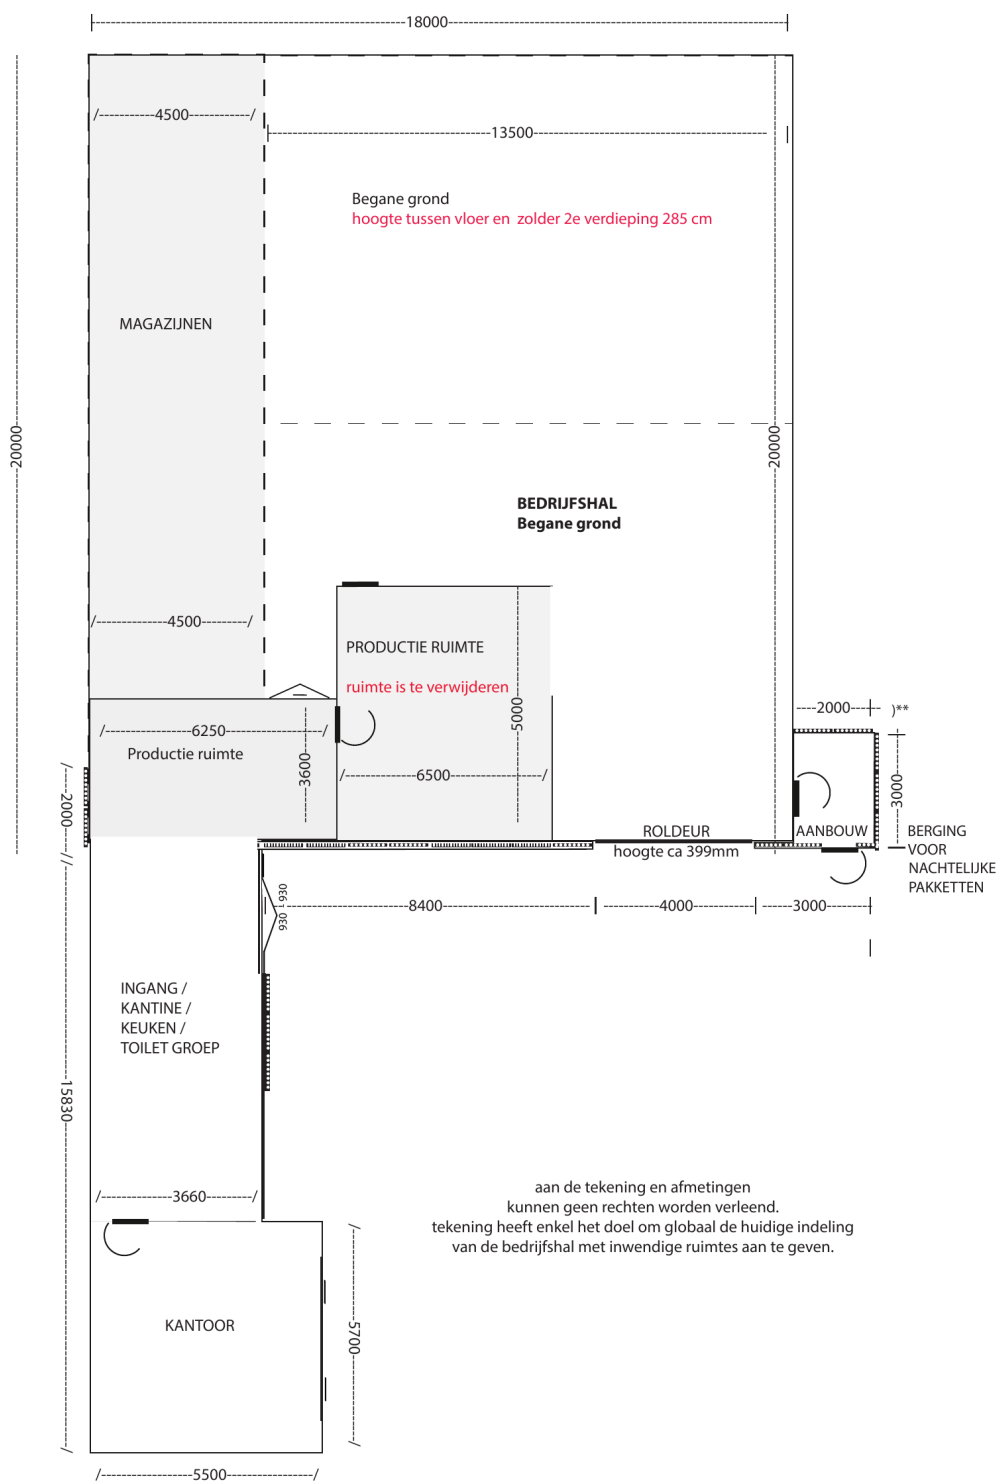 18000
4500
13500
Begane grond
hoogte tussen vloer en zolder 2e verdieping 285 cm
MAGAZIJNEN
20000
20000
BEDRIJFSHAL
Begane grond
4500
PRODUCTIE RUIMTE
ruimte is te verwijderen
5000
2000 )**
6250
Productie ruimte
3600
6500
3000
2000
ROLDEUR
hoogte ca 399mm
AANBOUW
BERGING
VOOR
NACHTELIJKE
PAKKETTEN
930
930
8400
4000
3000
INGANG /
KANTINE /
KEUKEN /
TOILET GROEP
15830
3660
aan de tekening en afmetingen
kunnen geen rechten worden verleend.
tekening heeft enkel het doel om globaal de huidige indeling
van de bedrijfshal met inwendige ruimtes aan te geven.
KANTOOR
5700
5500